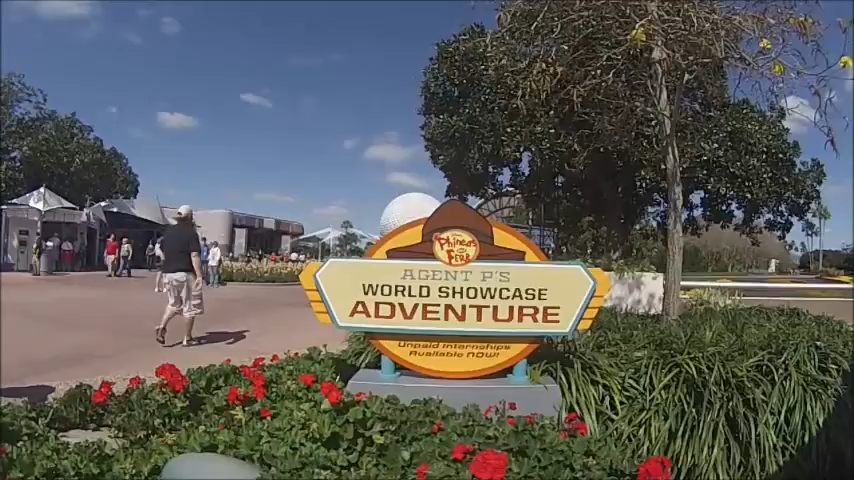 Phineas
and
Ferb
AGENT P'S
WORLD SHOWCASE
ADVENTURE
Unpaid Internships
Available Now!